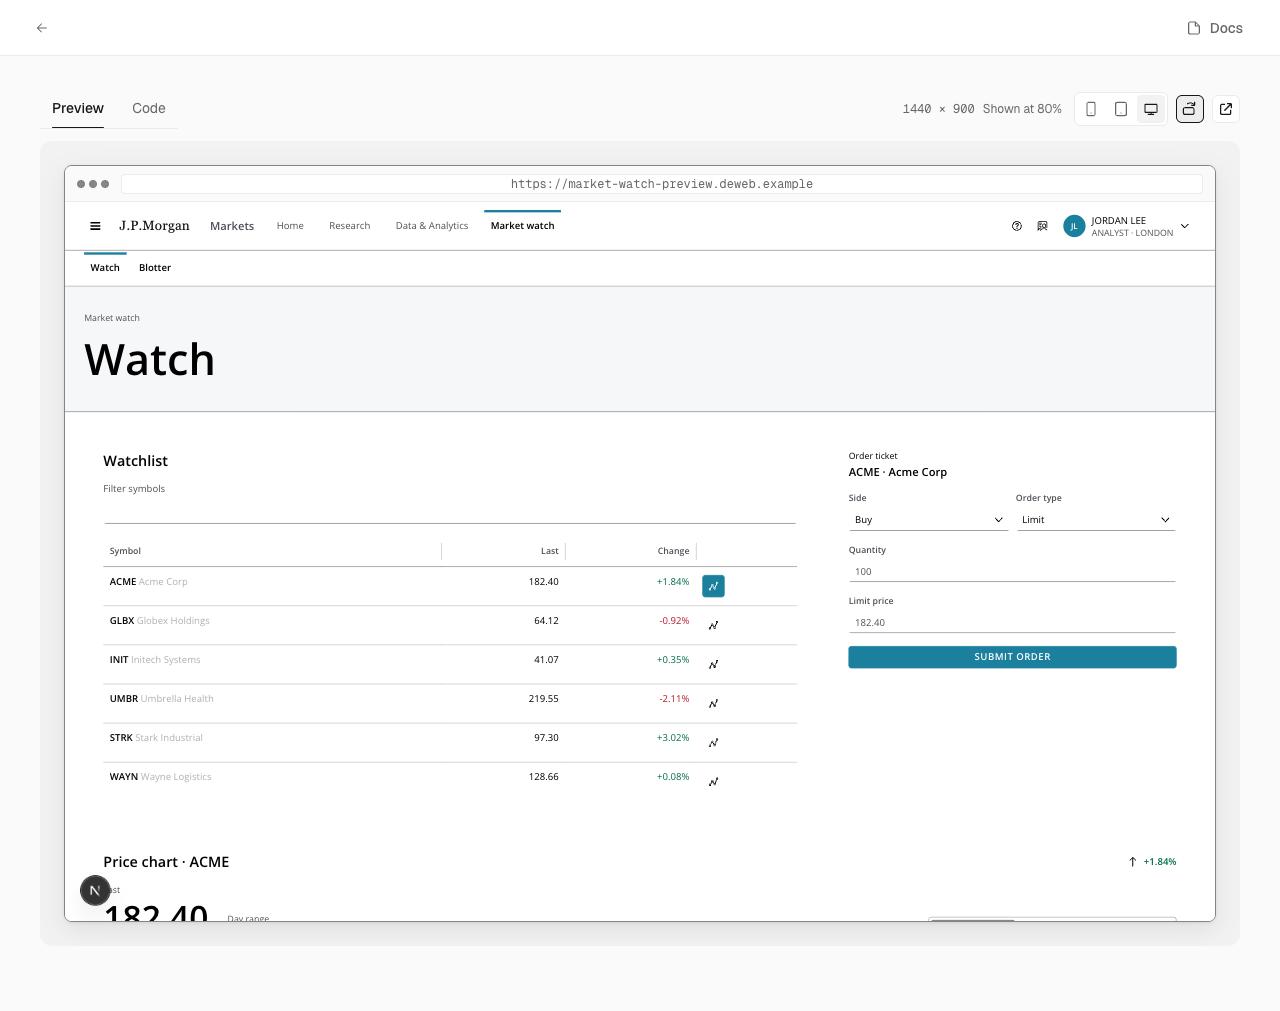 Docs
Preview Code 1440 × 900 Shown at 80%
https://market-watch-preview.deweb.example
J.P.Morgan Markets Home Research Data & Analytics Market watch JL JORDAN LEE
ANALYST · LONDON
Watch Blotter
Market watch
Watch
Watchlist
Filter symbols
Symbol Last Change
ACME Acme Corp 182.40 +1.84%
GLBX Globex Holdings 64.12 -0.92%
INIT Initech Systems 41.07 +0.35%
UMBR Umbrella Health 219.55 -2.11%
STRK Stark Industrial 97.30 +3.02%
WAYN Wayne Logistics 128.66 +0.08%
Order ticket
ACME · Acme Corp
Side Order type
Buy Limit
Quantity
100
Limit price
182.40
SUBMIT ORDER
Price chart · ACME +1.84%
N
182.40 Day range